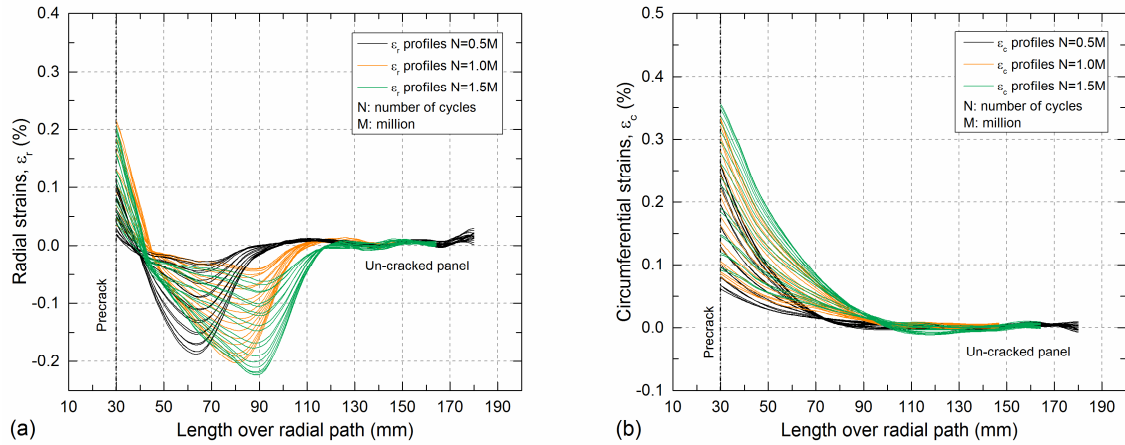 0.4
0.3
0.2
0.1
0.0
-0.1
-0.2
Radial strains, εr (%)
εr profiles N=0.5M
εr profiles N=1.0M
εr profiles N=1.5M
N: number of cycles
M: million
Precrack
Un-cracked panel
10 30 50 70 90 110 130 150 170 190
Length over radial path (mm)
(a)
0.5
0.4
0.3
0.2
0.1
0.0
-0.1
Circumferential strains, εc (%)
εc profiles N=0.5M
εc profiles N=1.0M
εc profiles N=1.5M
N: number of cycles
M: million
Precrack
Un-cracked panel
10 30 50 70 90 110 130 150 170 190
Length over radial path (mm)
(b)